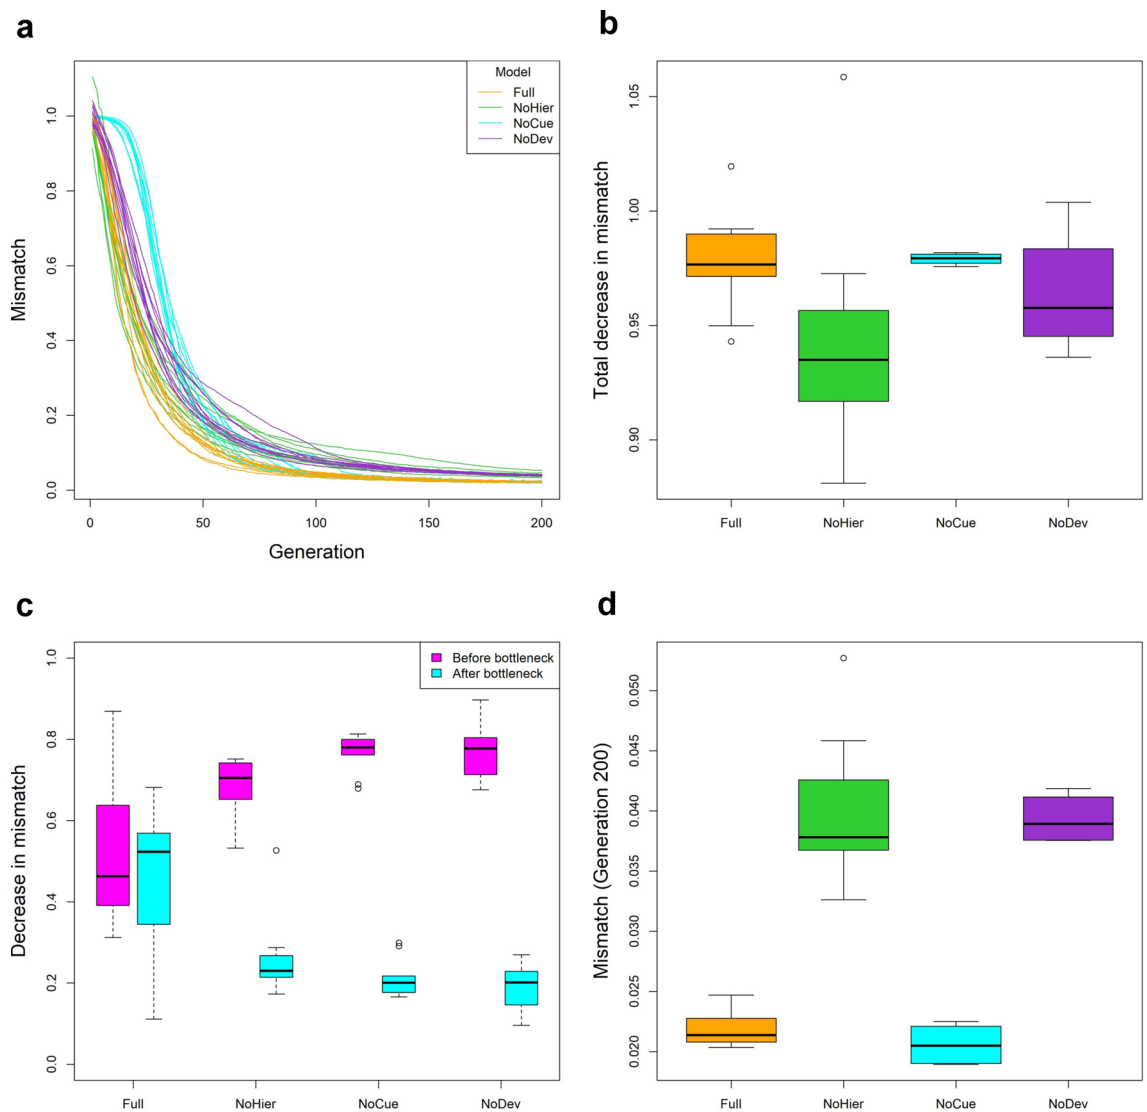 a
Model
Full
NoHier
NoCue
NoDev
Mismatch
0.0
0.2
0.4
0.6
0.8
1.0
0
50
100
150
200
Generation
b
Total decrease in mismatch
0.90
0.95
1.00
1.05
Full
NoHier
NoCue
NoDev
c
Before bottleneck
After bottleneck
Decrease in mismatch
0.0
0.2
0.4
0.6
0.8
1.0
Full
NoHier
NoCue
NoDev
d
Mismatch (Generation 200)
0.020
0.025
0.030
0.035
0.040
0.045
0.050
Full
NoHier
NoCue
NoDev